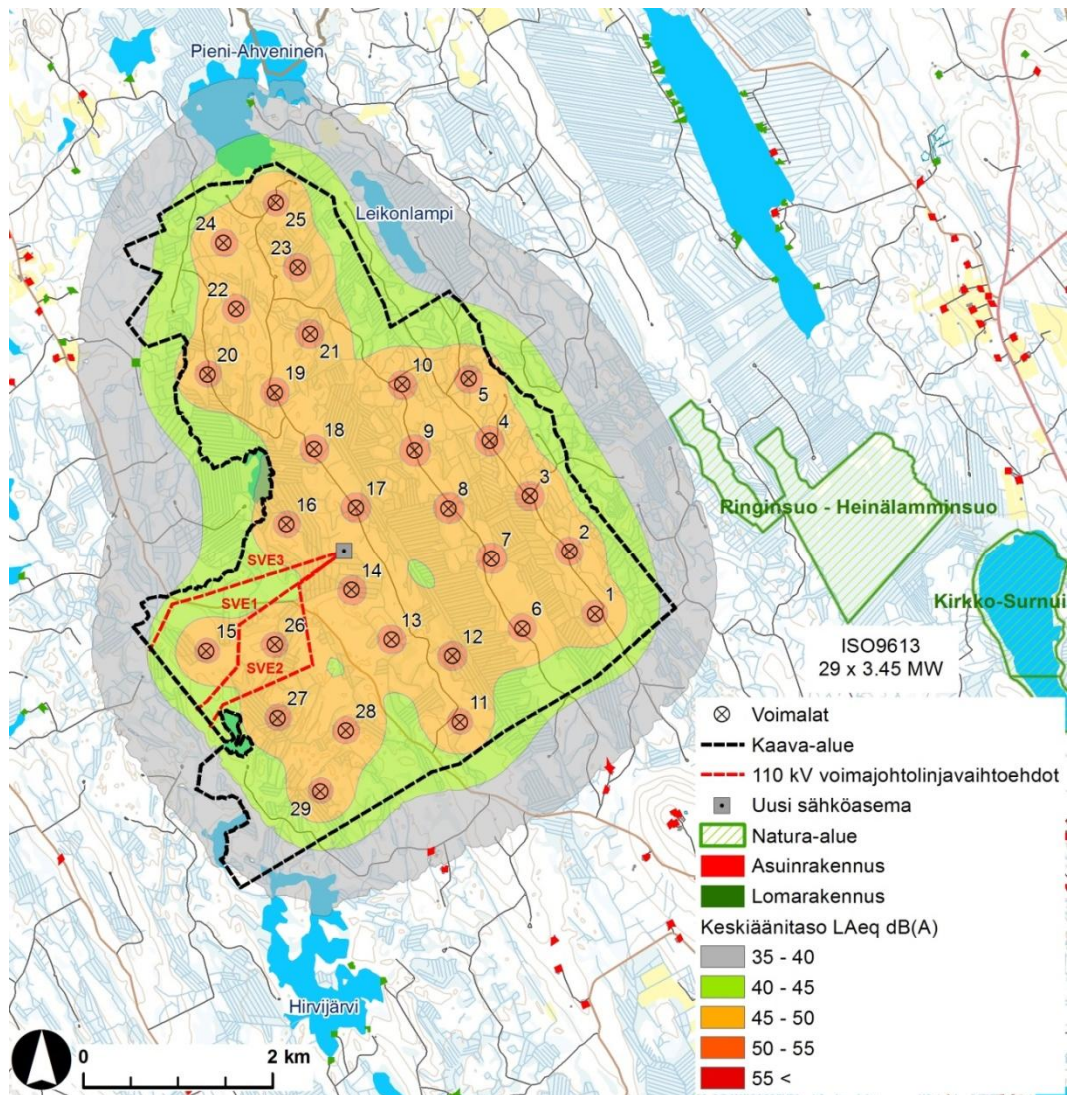 Pieni-Ahveninen
Leikonlampi
25
24
23
22
21
20
19
10
5
4
18
9
3
17
8
16
2
7
SVE3
14
SVE1
1
15
26
13
6
12
SVE2
27
28
11
29
Ringinsuo - Heinälamminsuo
Kirkko-Surnui
ISO9613
29 x 3.45 MW
Voimalat
Kaava-alue
110 kV voimajohtolinjavaihtoehdot
Uusi sähköasema
Natura-alue
Asuinrakennus
Lomarakennus
Keskiäänitaso LAeq dB(A)
35 - 40
40 - 45
45 - 50
50 - 55
55 <
Hirvijärvi
0 2 km